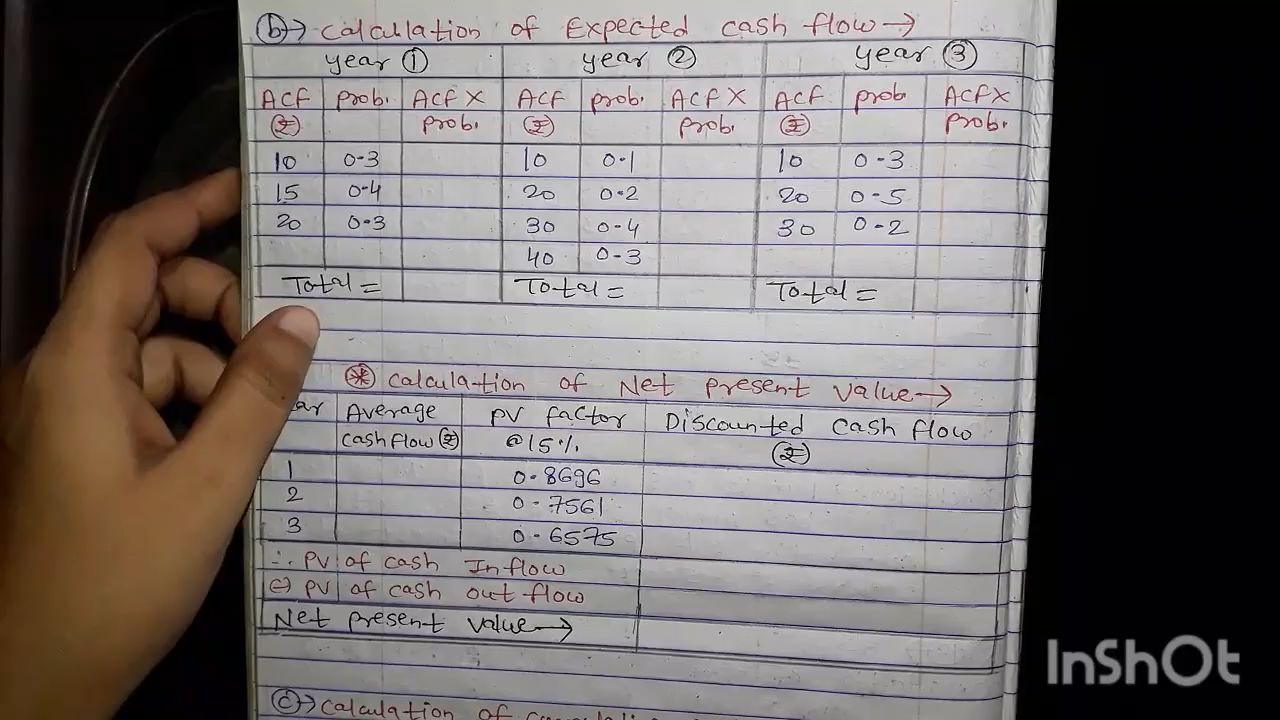 (b)→ Calculation of Expected cash flow →
year ① year ② year ③
ACF prob. ACF X ACF prob. ACF X ACF prob ACF X
(₹) prob. (₹) prob. (₹) prob.
10 0.3 10 0.1 10 0.3
15 0.4 20 0.2 20 0.5
20 0.3 30 0.4 30 0.2
40 0.3
Total = Total = Total =
⊛ Calculation of Net present value →
Average PV factor Discounted cash flow
cash flow (₹) @15% (₹)
1 0.8696
2 0.7561
3 0.6575
∴ PV of cash Inflow
(-) PV of cash out flow
Net present value →
(c)→ Calculation of
InShOt